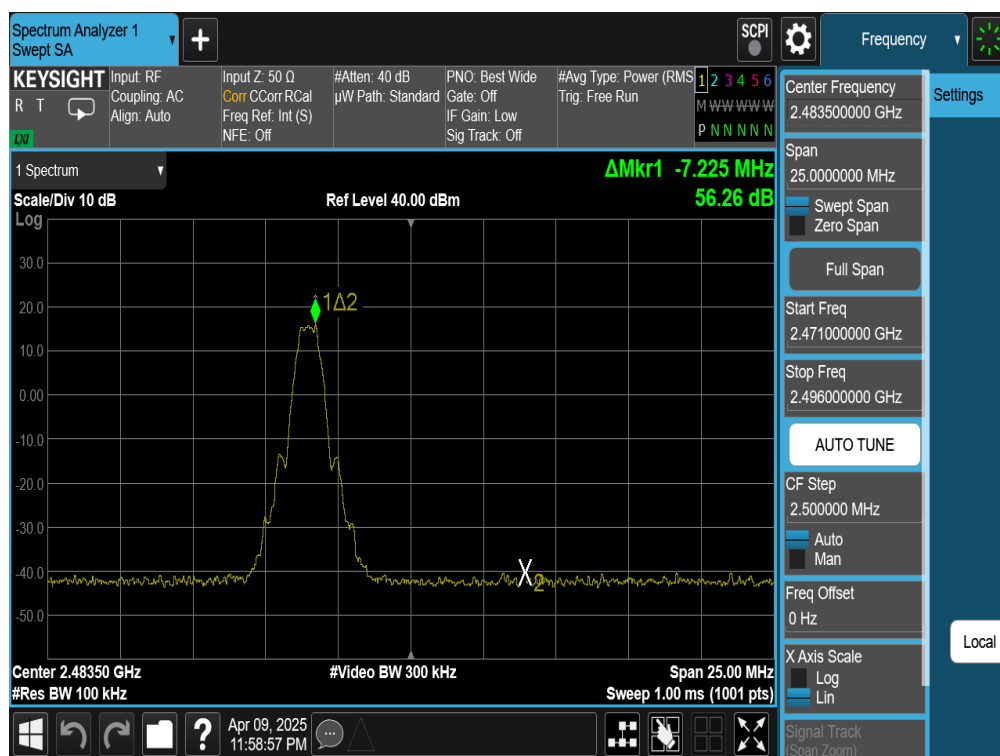 Spectrum Analyzer 1
Swept SA
+
SCPI
Frequency
KEYSIGHT
R T
LXI
Input: RF
Coupling: AC
Align: Auto
Input Z: 50 Ω
Corr CCorr RCal
Freq Ref: Int (S)
NFE: Off
#Atten: 40 dB
µW Path: Standard
PNO: Best Wide
Gate: Off
IF Gain: Low
Sig Track: Off
#Avg Type: Power (RMS
Trig: Free Run
1 2 3 4 5 6
M W W W W W
P N N N N N
1 Spectrum
ΔMkr1 -7.225 MHz
56.26 dB
Scale/Div 10 dB
Ref Level 40.00 dBm
Log
30.0
20.0
10.0
0.00
-10.0
-20.0
-30.0
-40.0
-50.0
1Δ2
X2
Center 2.48350 GHz
#Video BW 300 kHz
Span 25.00 MHz
#Res BW 100 kHz
Sweep 1.00 ms (1001 pts)
?
Apr 09, 2025
11:58:57 PM
Center Frequency
2.483500000 GHz
Span
25.0000000 MHz
Swept Span
Zero Span
Full Span
Start Freq
2.471000000 GHz
Stop Freq
2.496000000 GHz
AUTO TUNE
CF Step
2.500000 MHz
Auto
Man
Freq Offset
0 Hz
X Axis Scale
Log
Lin
Signal Track
(Span Zoom)
Settings
Local